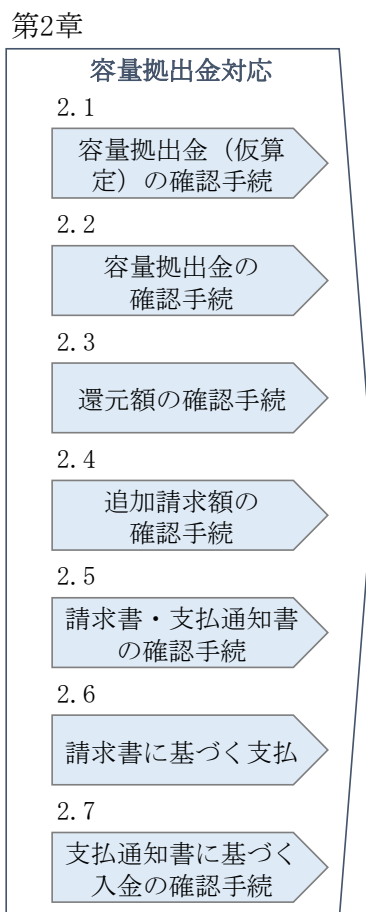 第2章
容量拠出金対応
2.1
容量拠出金（仮算
定）の確認手続
2.2
容量拠出金の
確認手続
2.3
還元額の確認手続
2.4
追加請求額の
確認手続
2.5
請求書・支払通知書
の確認手続
2.6
請求書に基づく支払
2.7
支払通知書に基づく
入金の確認手続